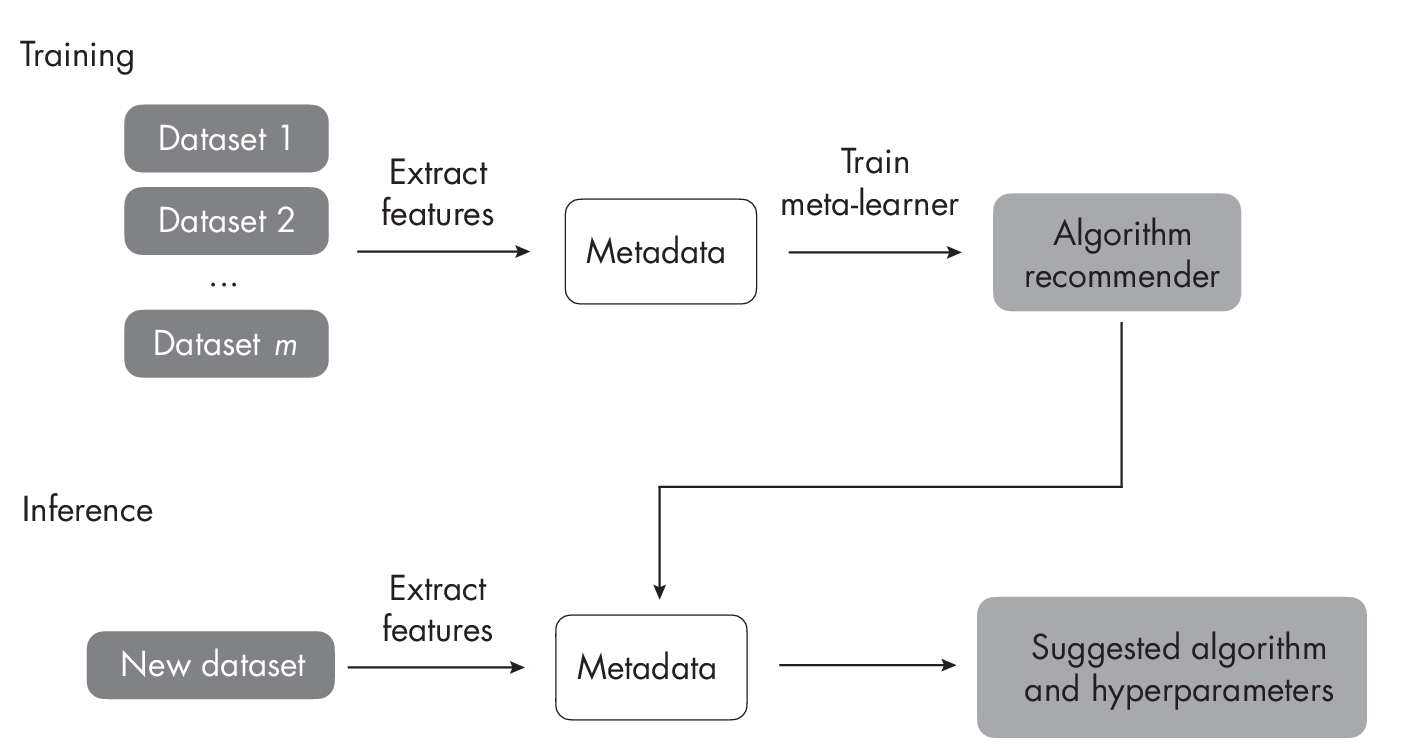 Training
Dataset 1
Dataset 2
...
Dataset m
Extract
features
Metadata
Train
meta-learner
Algorithm
recommender
Inference
New dataset
Extract
features
Metadata
Suggested algorithm
and hyperparameters